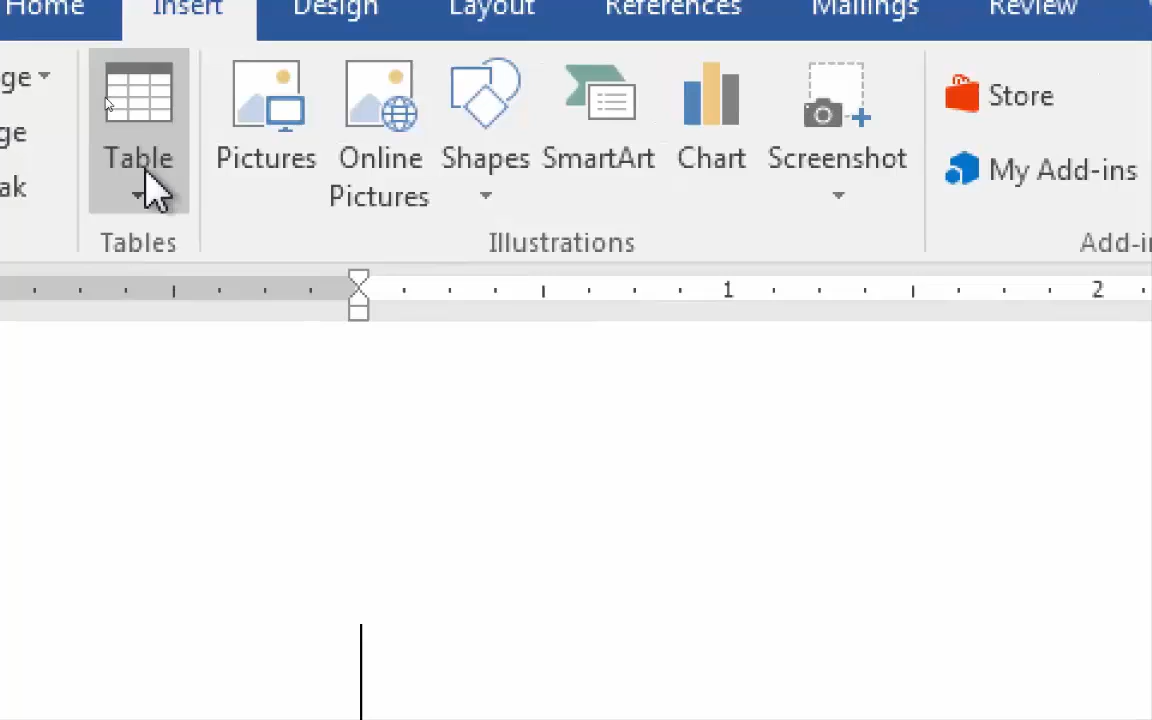 Home Insert Design Layout References Mailings Review
ge
ge
ak
Table Pictures Online Pictures Shapes SmartArt Chart Screenshot
Store
My Add-ins
Tables Illustrations Add-i
1 2